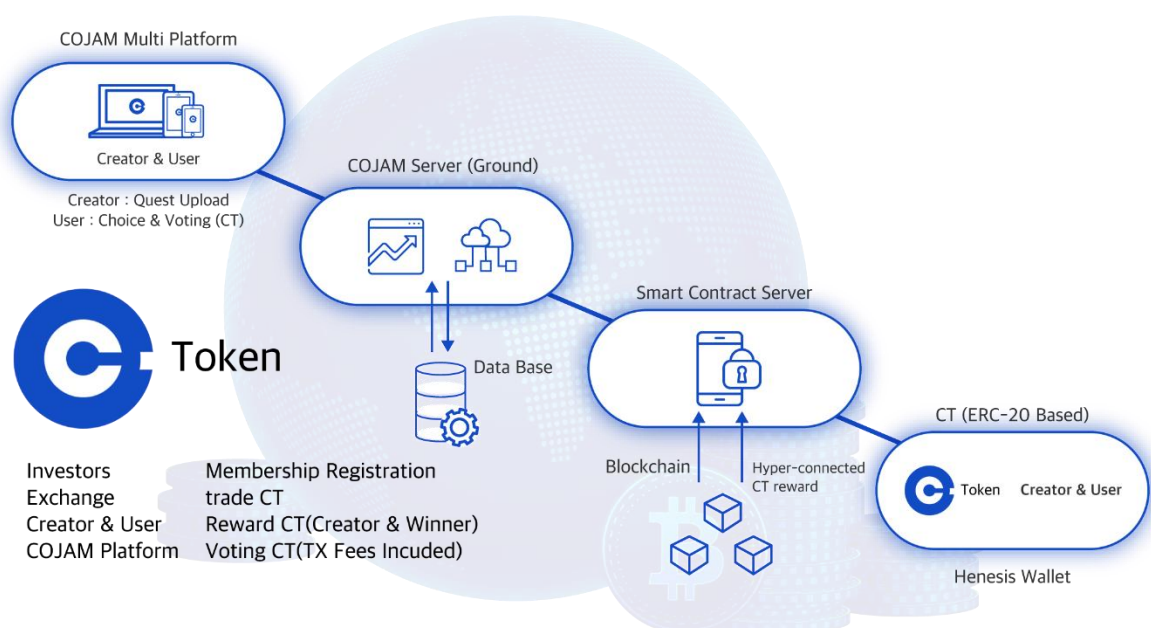 COJAM Multi Platform
Creator & User
Creator : Quest Upload
User : Choice & Voting (CT)
COJAM Server (Ground)
Data Base
Smart Contract Server
Blockchain
Hyper-connected
CT reward
CT (ERC-20 Based)
Token Creator & User
Henesis Wallet
Token
Investors Membership Registration
Exchange trade CT
Creator & User Reward CT(Creator & Winner)
COJAM Platform Voting CT(TX Fees Incuded)